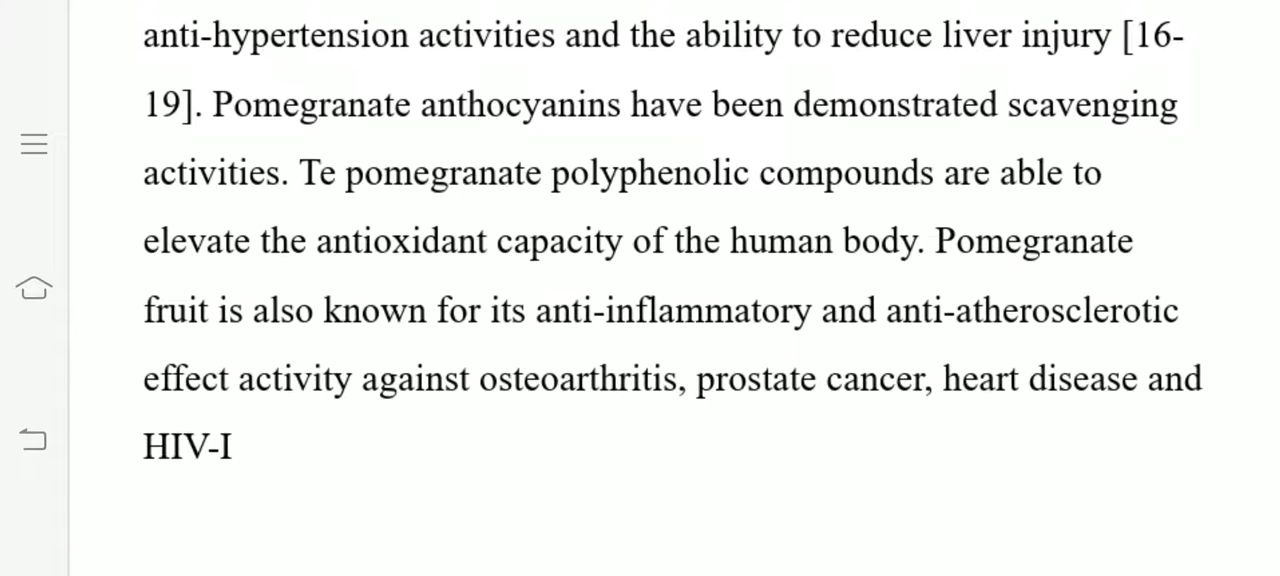 anti-hypertension activities and the ability to reduce liver injury [16-
19]. Pomegranate anthocyanins have been demonstrated scavenging
activities. Te pomegranate polyphenolic compounds are able to
elevate the antioxidant capacity of the human body. Pomegranate
fruit is also known for its anti-inflammatory and anti-atherosclerotic
effect activity against osteoarthritis, prostate cancer, heart disease and
HIV-I